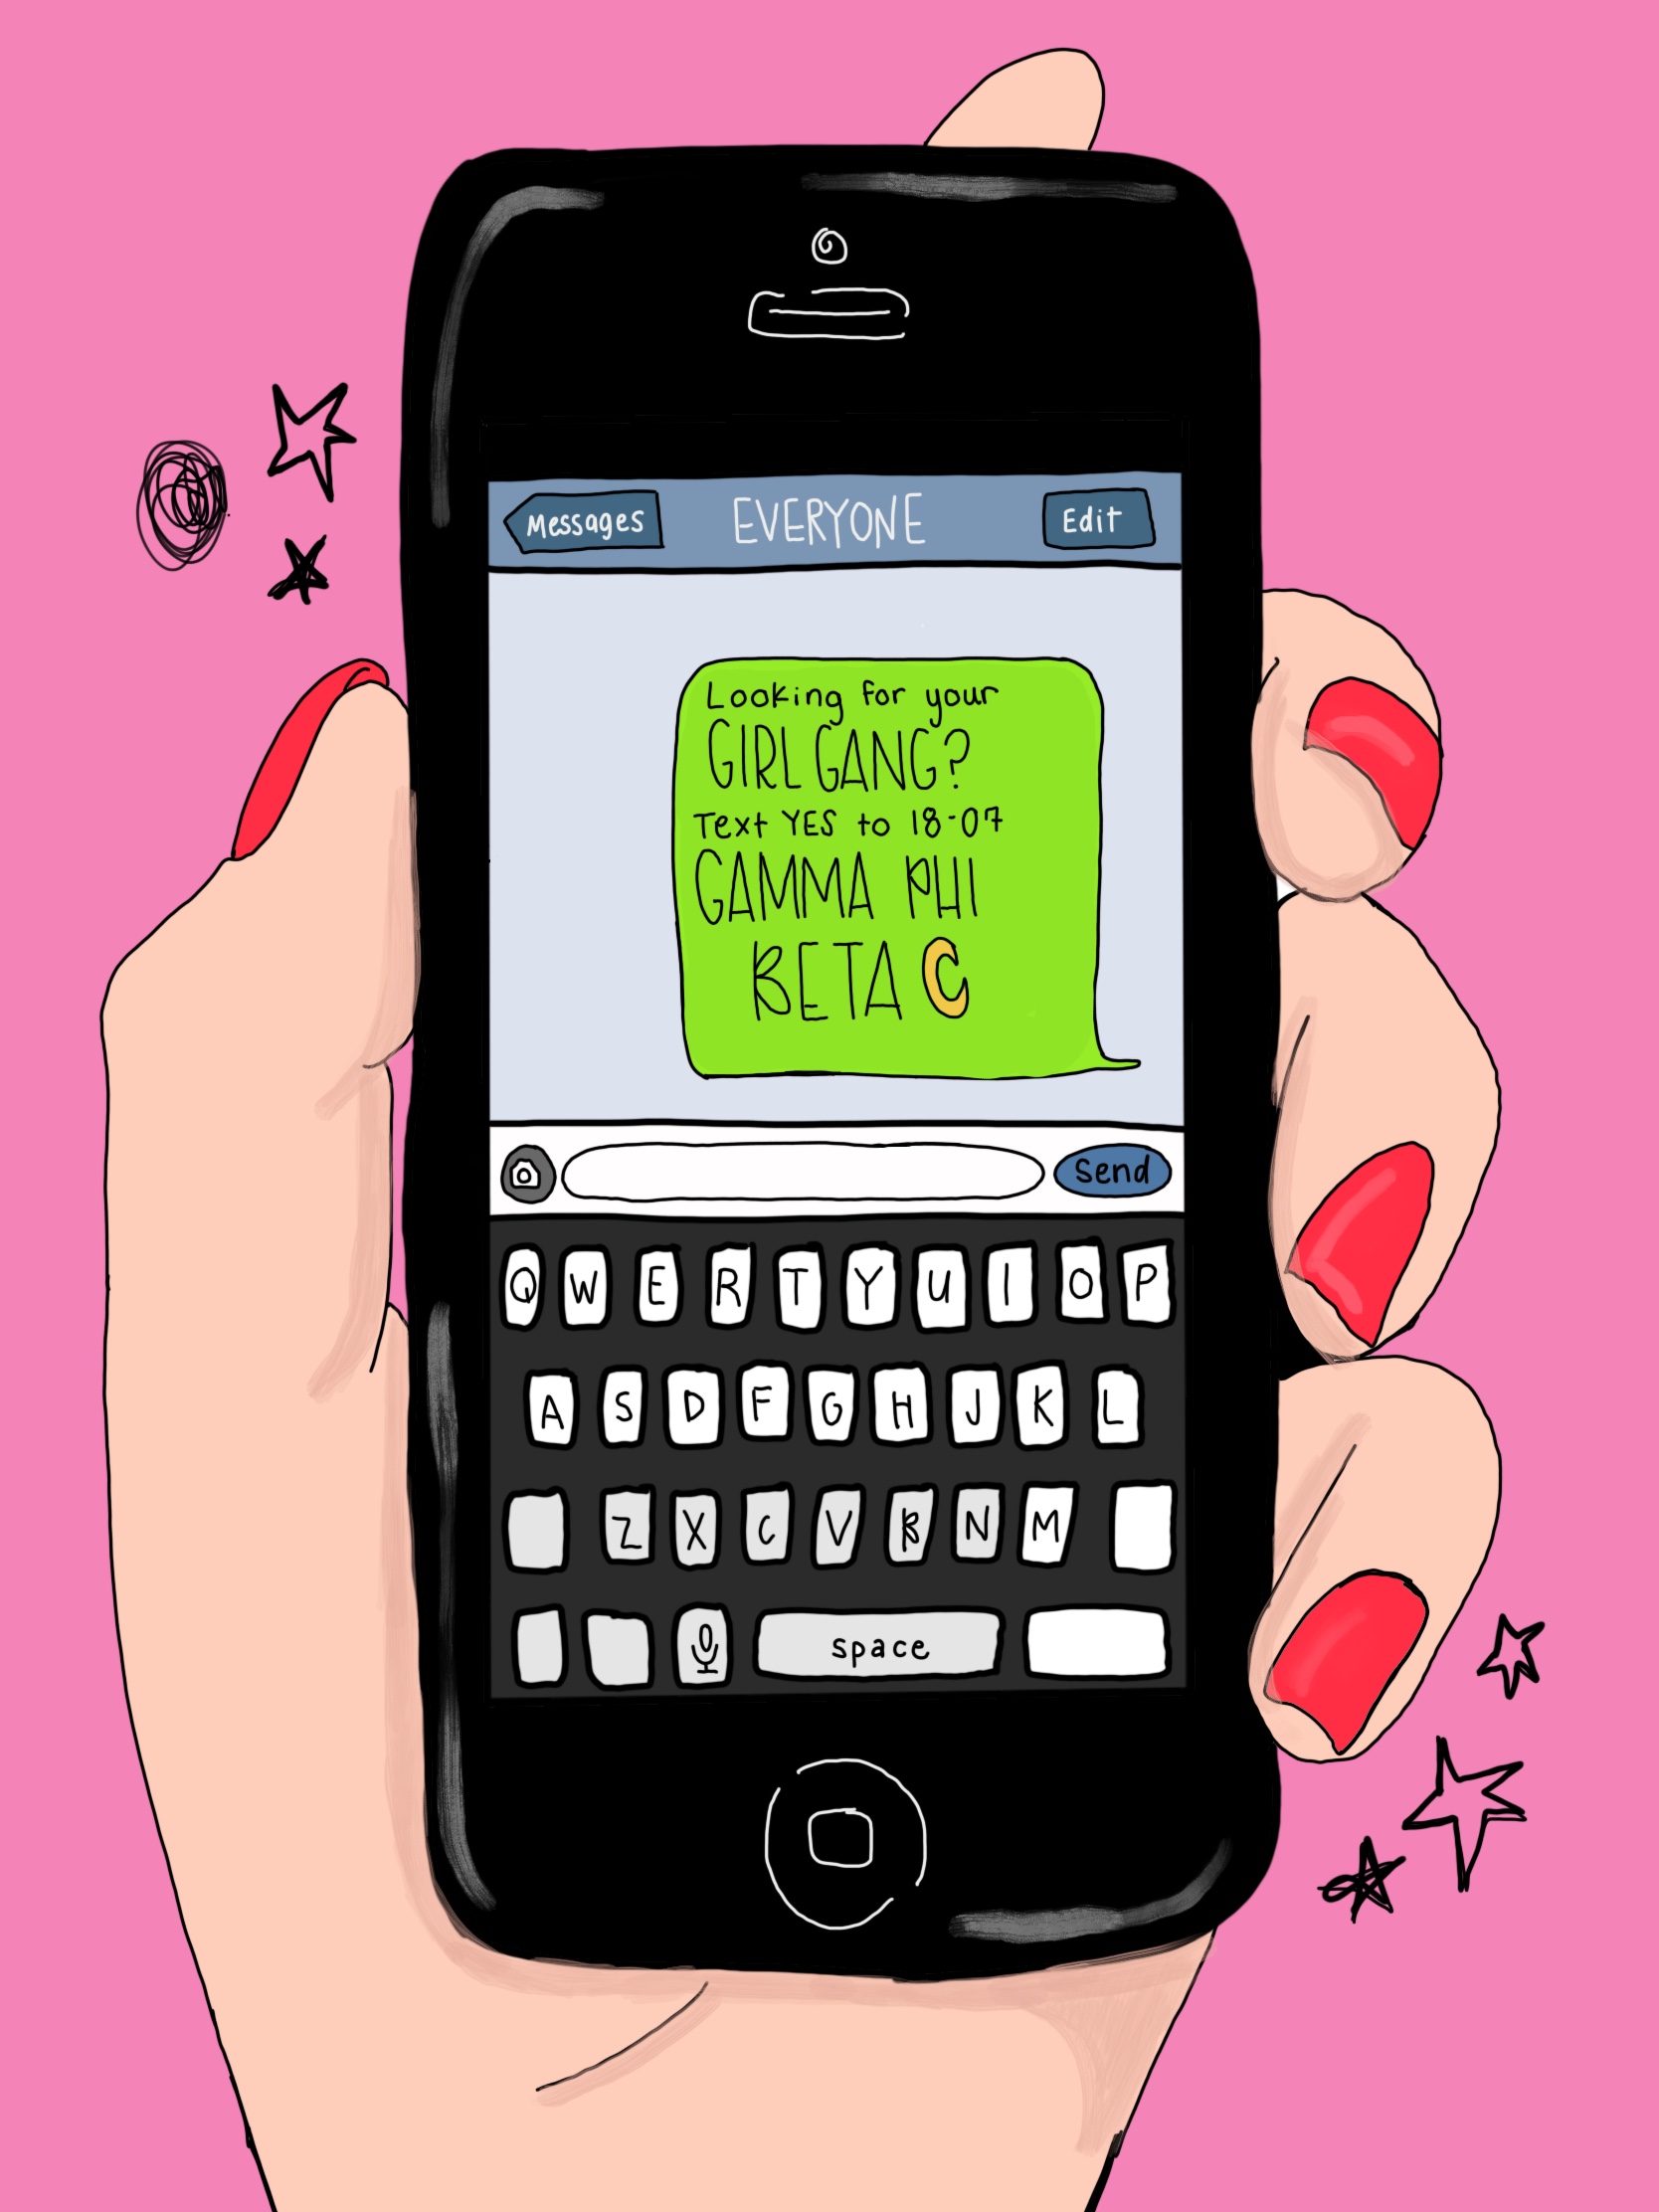 Messages EVERYONE Edit
Looking for your
GIRL GANG?
Text YES to 18-07
GAMMA PHI
BETA C
Send
Q W E R T Y U I O P
A S D F G H J K L
Z X C V B N M
space